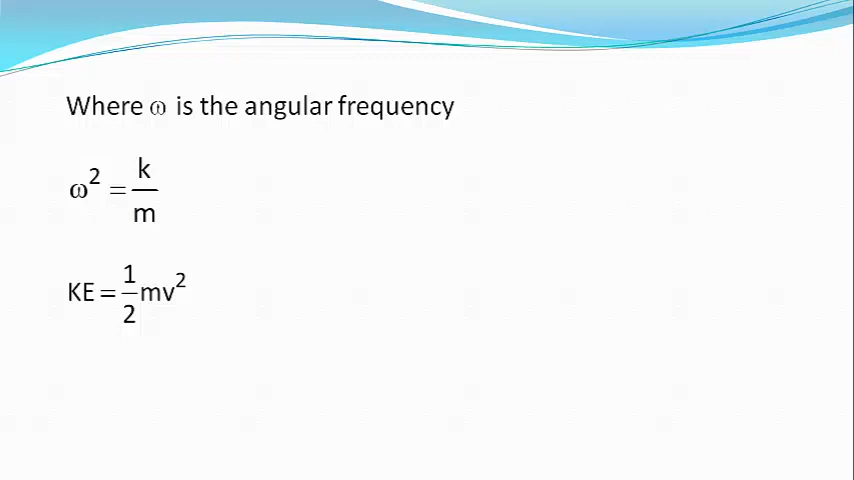 Where ω is the angular frequency
ω² = k/m
KE = 1/2 mv²